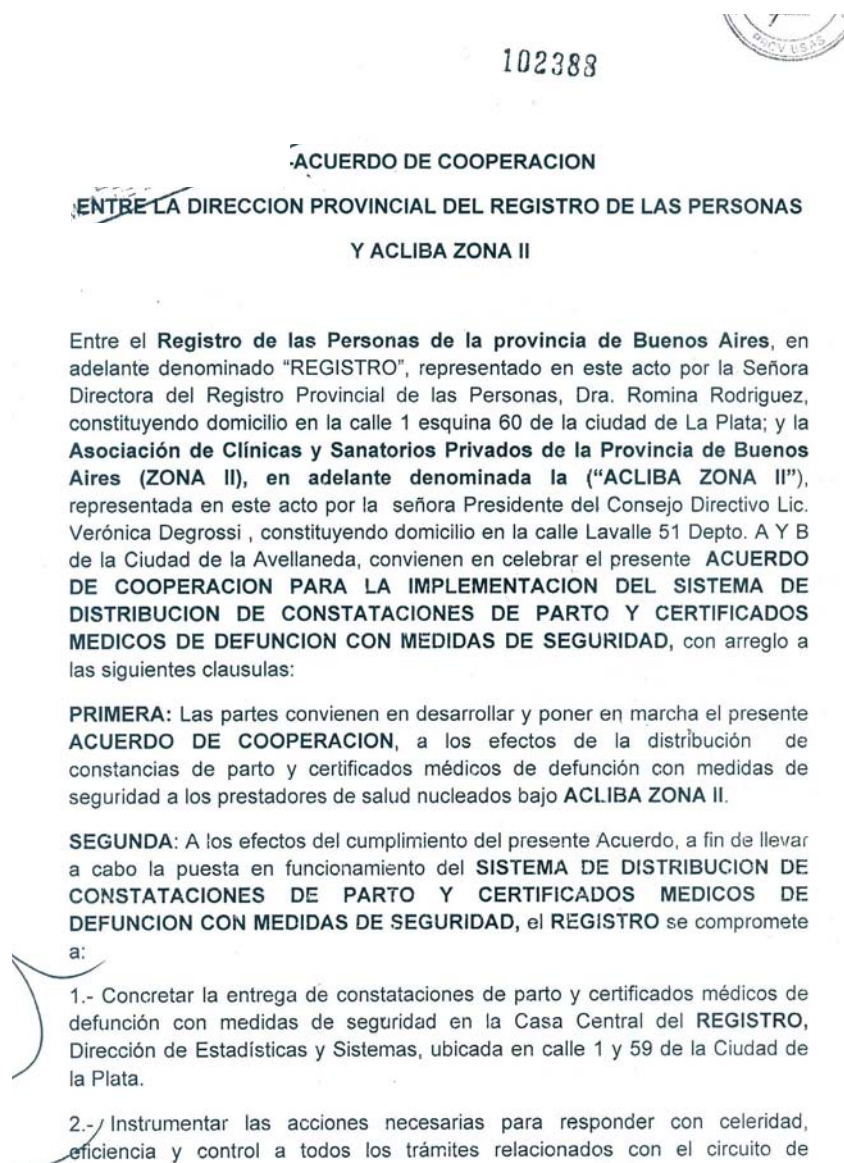 PROV USAS
102388
ACUERDO DE COOPERACION
ENTRE LA DIRECCION PROVINCIAL DEL REGISTRO DE LAS PERSONAS
Y ACLIBA ZONA II
Entre el Registro de las Personas de la provincia de Buenos Aires, en
adelante denominado “REGISTRO”, representado en este acto por la Señora
Directora del Registro Provincial de las Personas, Dra. Romina Rodriguez,
constituyendo domicilio en la calle 1 esquina 60 de la ciudad de La Plata; y la
Asociación de Clínicas y Sanatorios Privados de la Provincia de Buenos
Aires (ZONA II), en adelante denominada la (“ACLIBA ZONA II”),
representada en este acto por la señora Presidente del Consejo Directivo Lic.
Verónica Degrossi , constituyendo domicilio en la calle Lavalle 51 Depto. A Y B
de la Ciudad de la Avellaneda, convienen en celebrar el presente ACUERDO
DE COOPERACION PARA LA IMPLEMENTACION DEL SISTEMA DE
DISTRIBUCION DE CONSTATACIONES DE PARTO Y CERTIFICADOS
MEDICOS DE DEFUNCION CON MEDIDAS DE SEGURIDAD, con arreglo a
las siguientes clausulas:
PRIMERA: Las partes convienen en desarrollar y poner en marcha el presente
ACUERDO DE COOPERACION, a los efectos de la distribución de
constancias de parto y certificados médicos de defunción con medidas de
seguridad a los prestadores de salud nucleados bajo ACLIBA ZONA II.
SEGUNDA: A los efectos del cumplimiento del presente Acuerdo, a fin de llevar
a cabo la puesta en funcionamiento del SISTEMA DE DISTRIBUCION DE
CONSTATACIONES DE PARTO Y CERTIFICADOS MEDICOS DE
DEFUNCION CON MEDIDAS DE SEGURIDAD, el REGISTRO se compromete
a:
1.- Concretar la entrega de constataciones de parto y certificados médicos de
defunción con medidas de seguridad en la Casa Central del REGISTRO,
Dirección de Estadísticas y Sistemas, ubicada en calle 1 y 59 de la Ciudad de
la Plata.
2.- Instrumentar las acciones necesarias para responder con celeridad,
eficiencia y control a todos los trámites relacionados con el circuito de